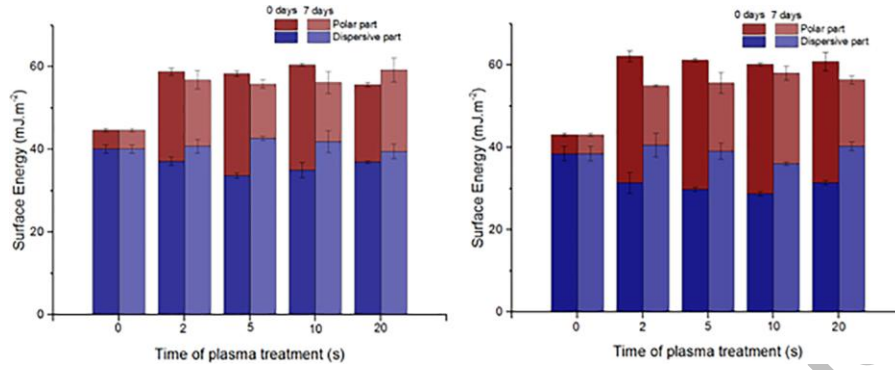 0 days 7 days
Polar part
Dispersive part
Surface Energy (mJ.m⁻²)
60
40
20
0
0 2 5 10 20
Time of plasma treatment (s)
0 days 7 days
Polar part
Dispersive part
Surface Energy (mJ.m⁻²)
60
40
20
0
0 2 5 10 20
Time of plasma treatment (s)